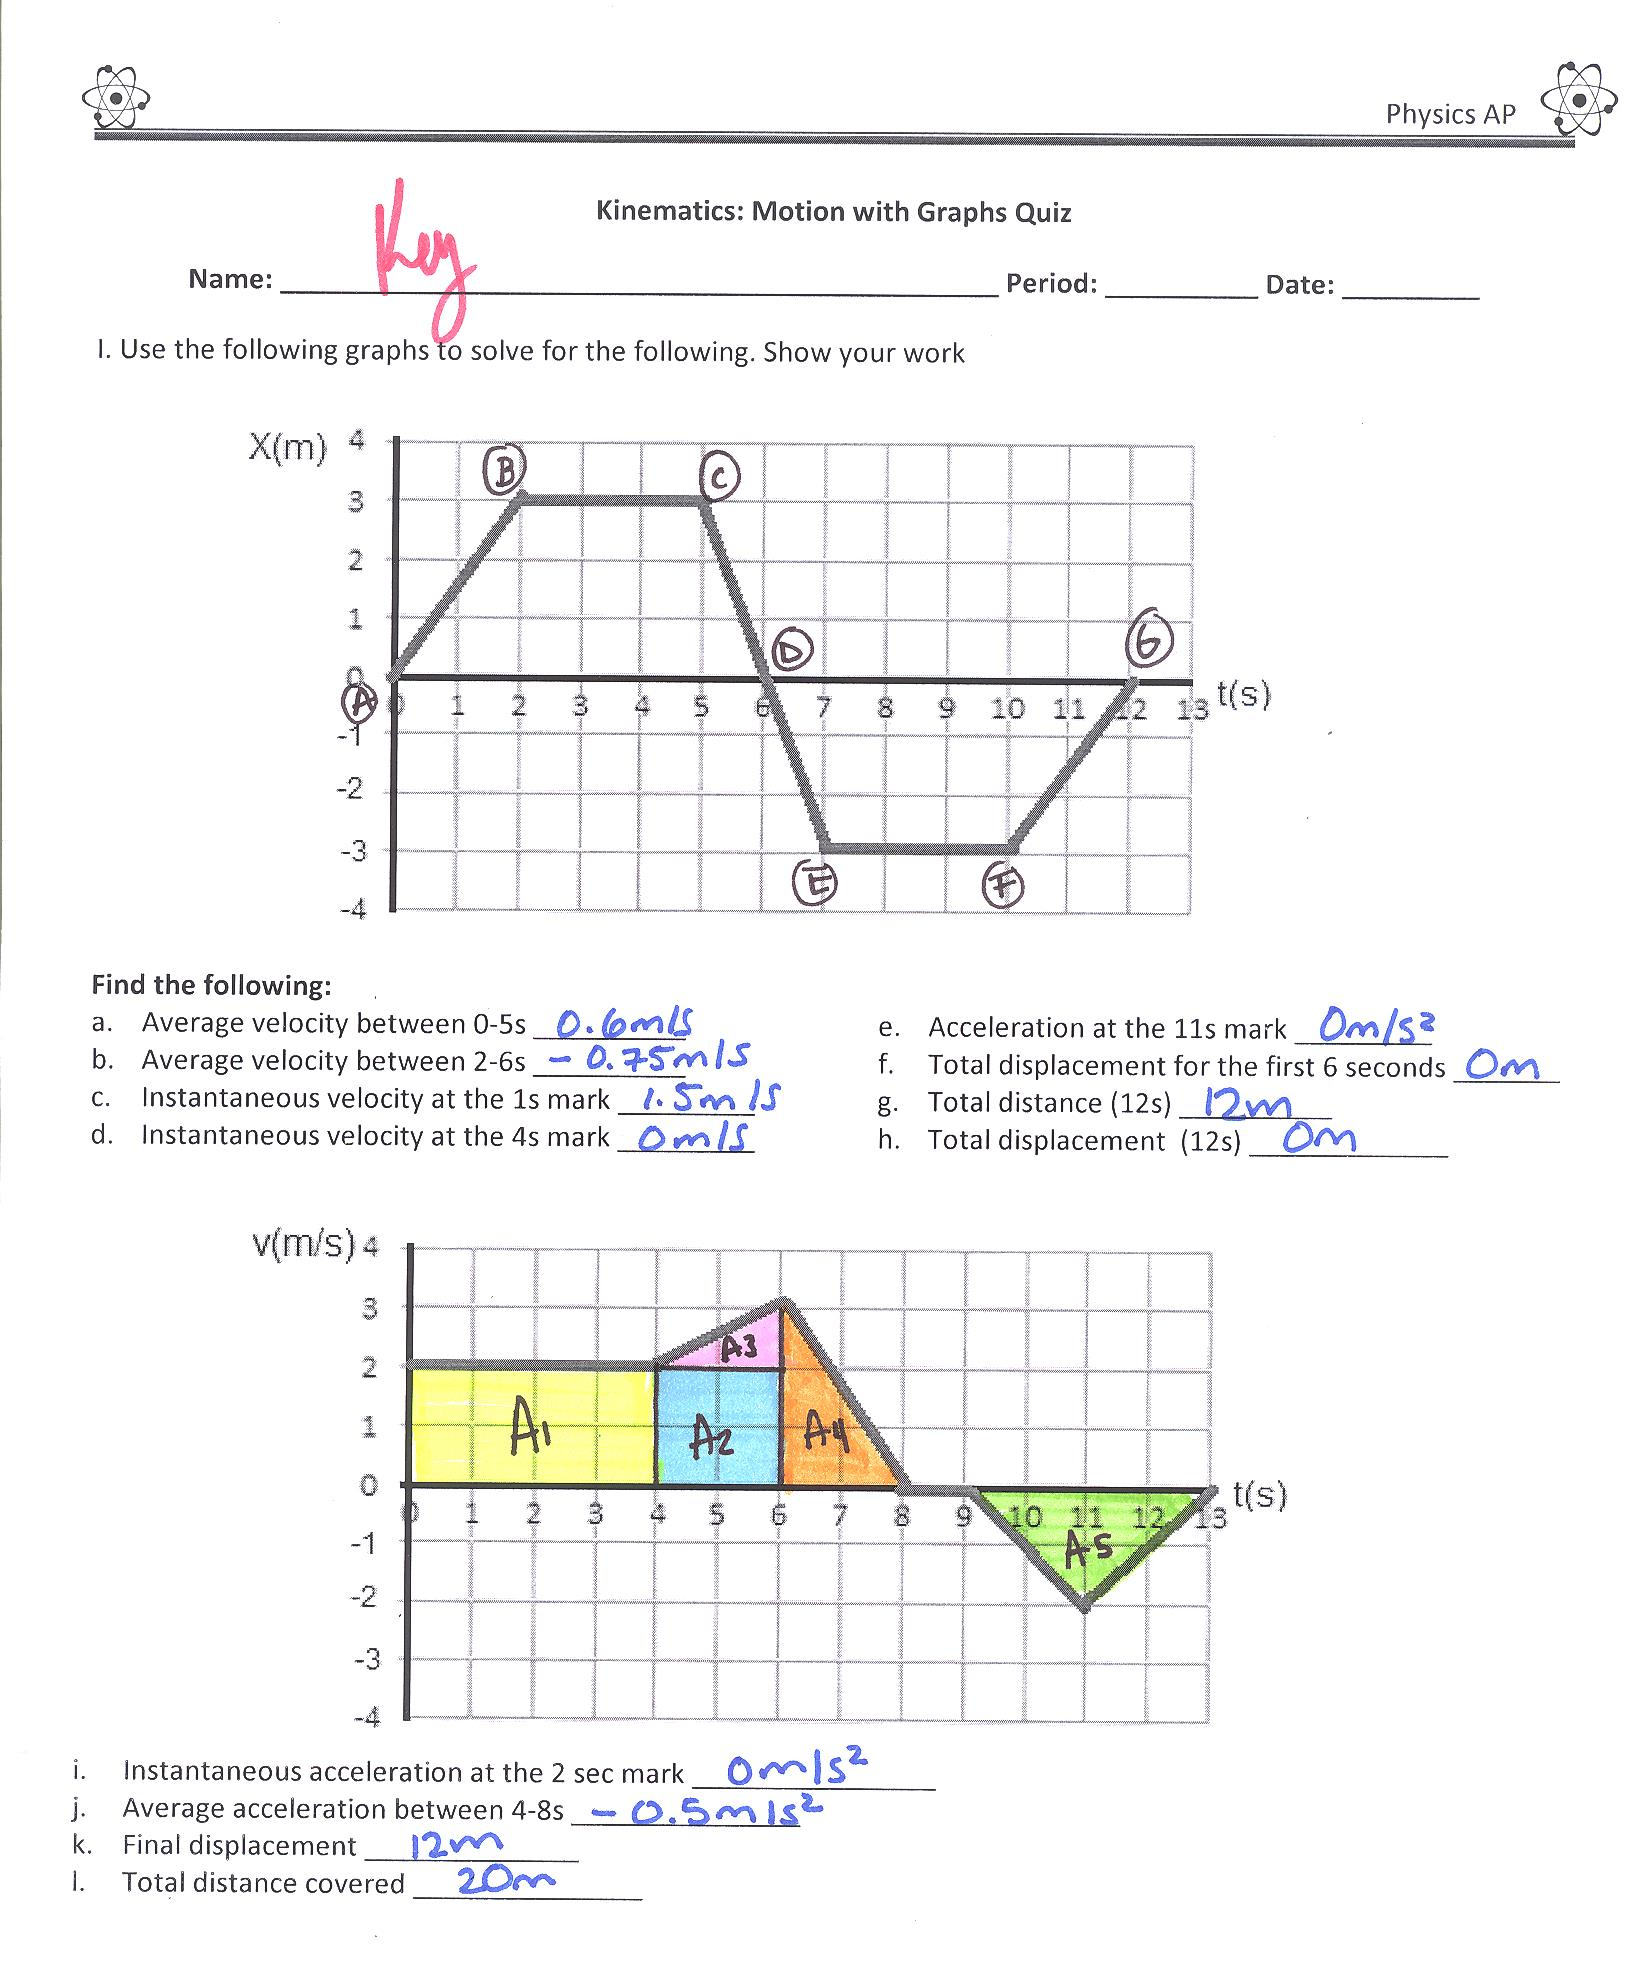 Physics AP
Kinematics: Motion with Graphs Quiz
Name: Key Period: Date:
I. Use the following graphs to solve for the following. Show your work
X(m) 4
B C
3
2
1
D G
0
A 0 1 2 3 4 5 6 7 8 9 10 11 12 13 t(s)
-1
-2
-3
E F
-4
Find the following:
a. Average velocity between 0-5s 0.6m/s
b. Average velocity between 2-6s - 0.75m/s
c. Instantaneous velocity at the 1s mark 1.5m/s
d. Instantaneous velocity at the 4s mark 0m/s
e. Acceleration at the 11s mark 0m/s²
f. Total displacement for the first 6 seconds 0m
g. Total distance (12s) 12m
h. Total displacement (12s) 0m
v(m/s) 4
3
A3
2
1 A1 A2 A4
0
0 1 2 3 4 5 6 7 8 9 10 11 12 13 t(s)
-1 A5
-2
-3
-4
i. Instantaneous acceleration at the 2 sec mark 0m/s²
j. Average acceleration between 4-8s - 0.5m/s²
k. Final displacement 12m
l. Total distance covered 20m